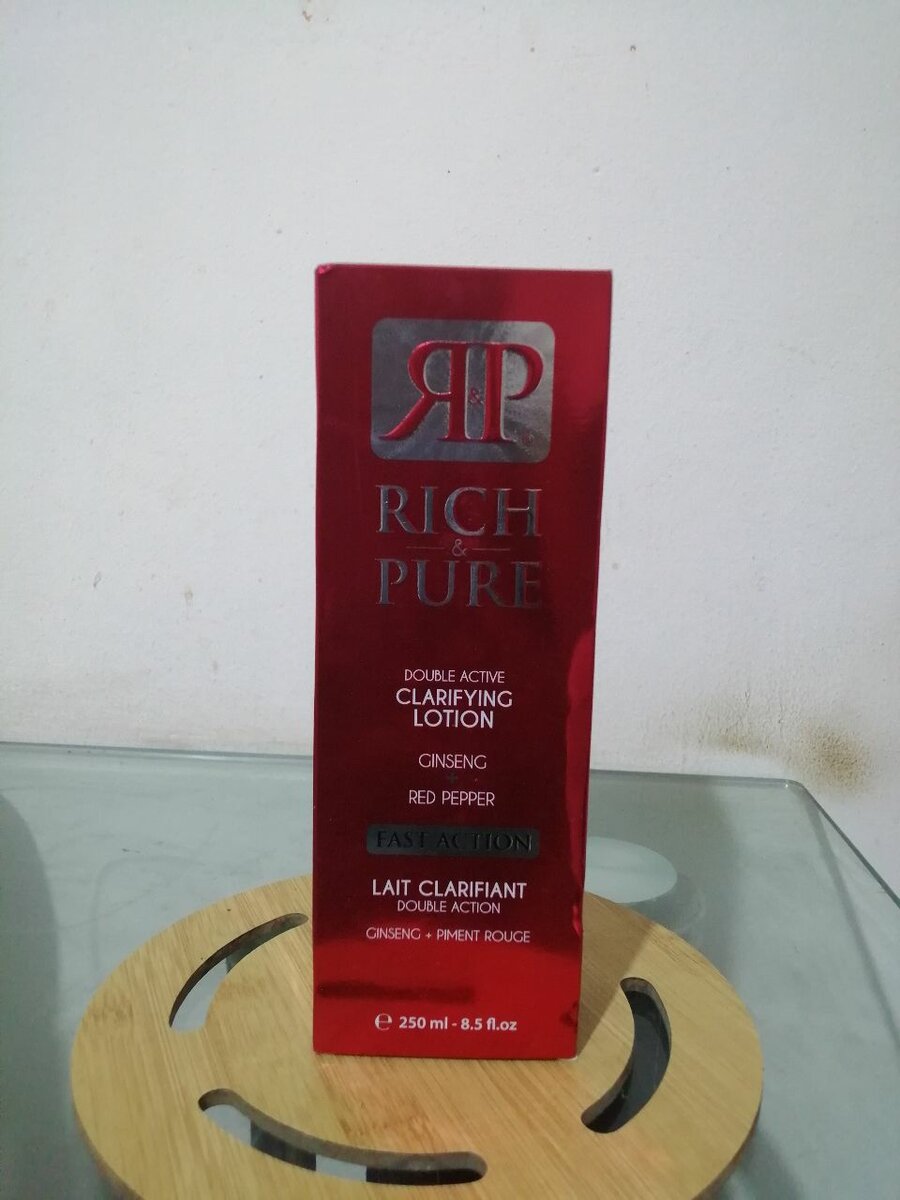 R&P
RICH
&
PURE
DOUBLE ACTIVE
CLARIFYING
LOTION
GINSENG
+
RED PEPPER
FAST ACTION
LAIT CLARIFIANT
DOUBLE ACTION
GINSENG + PIMENT ROUGE
℮ 250 ml - 8.5 fl.oz